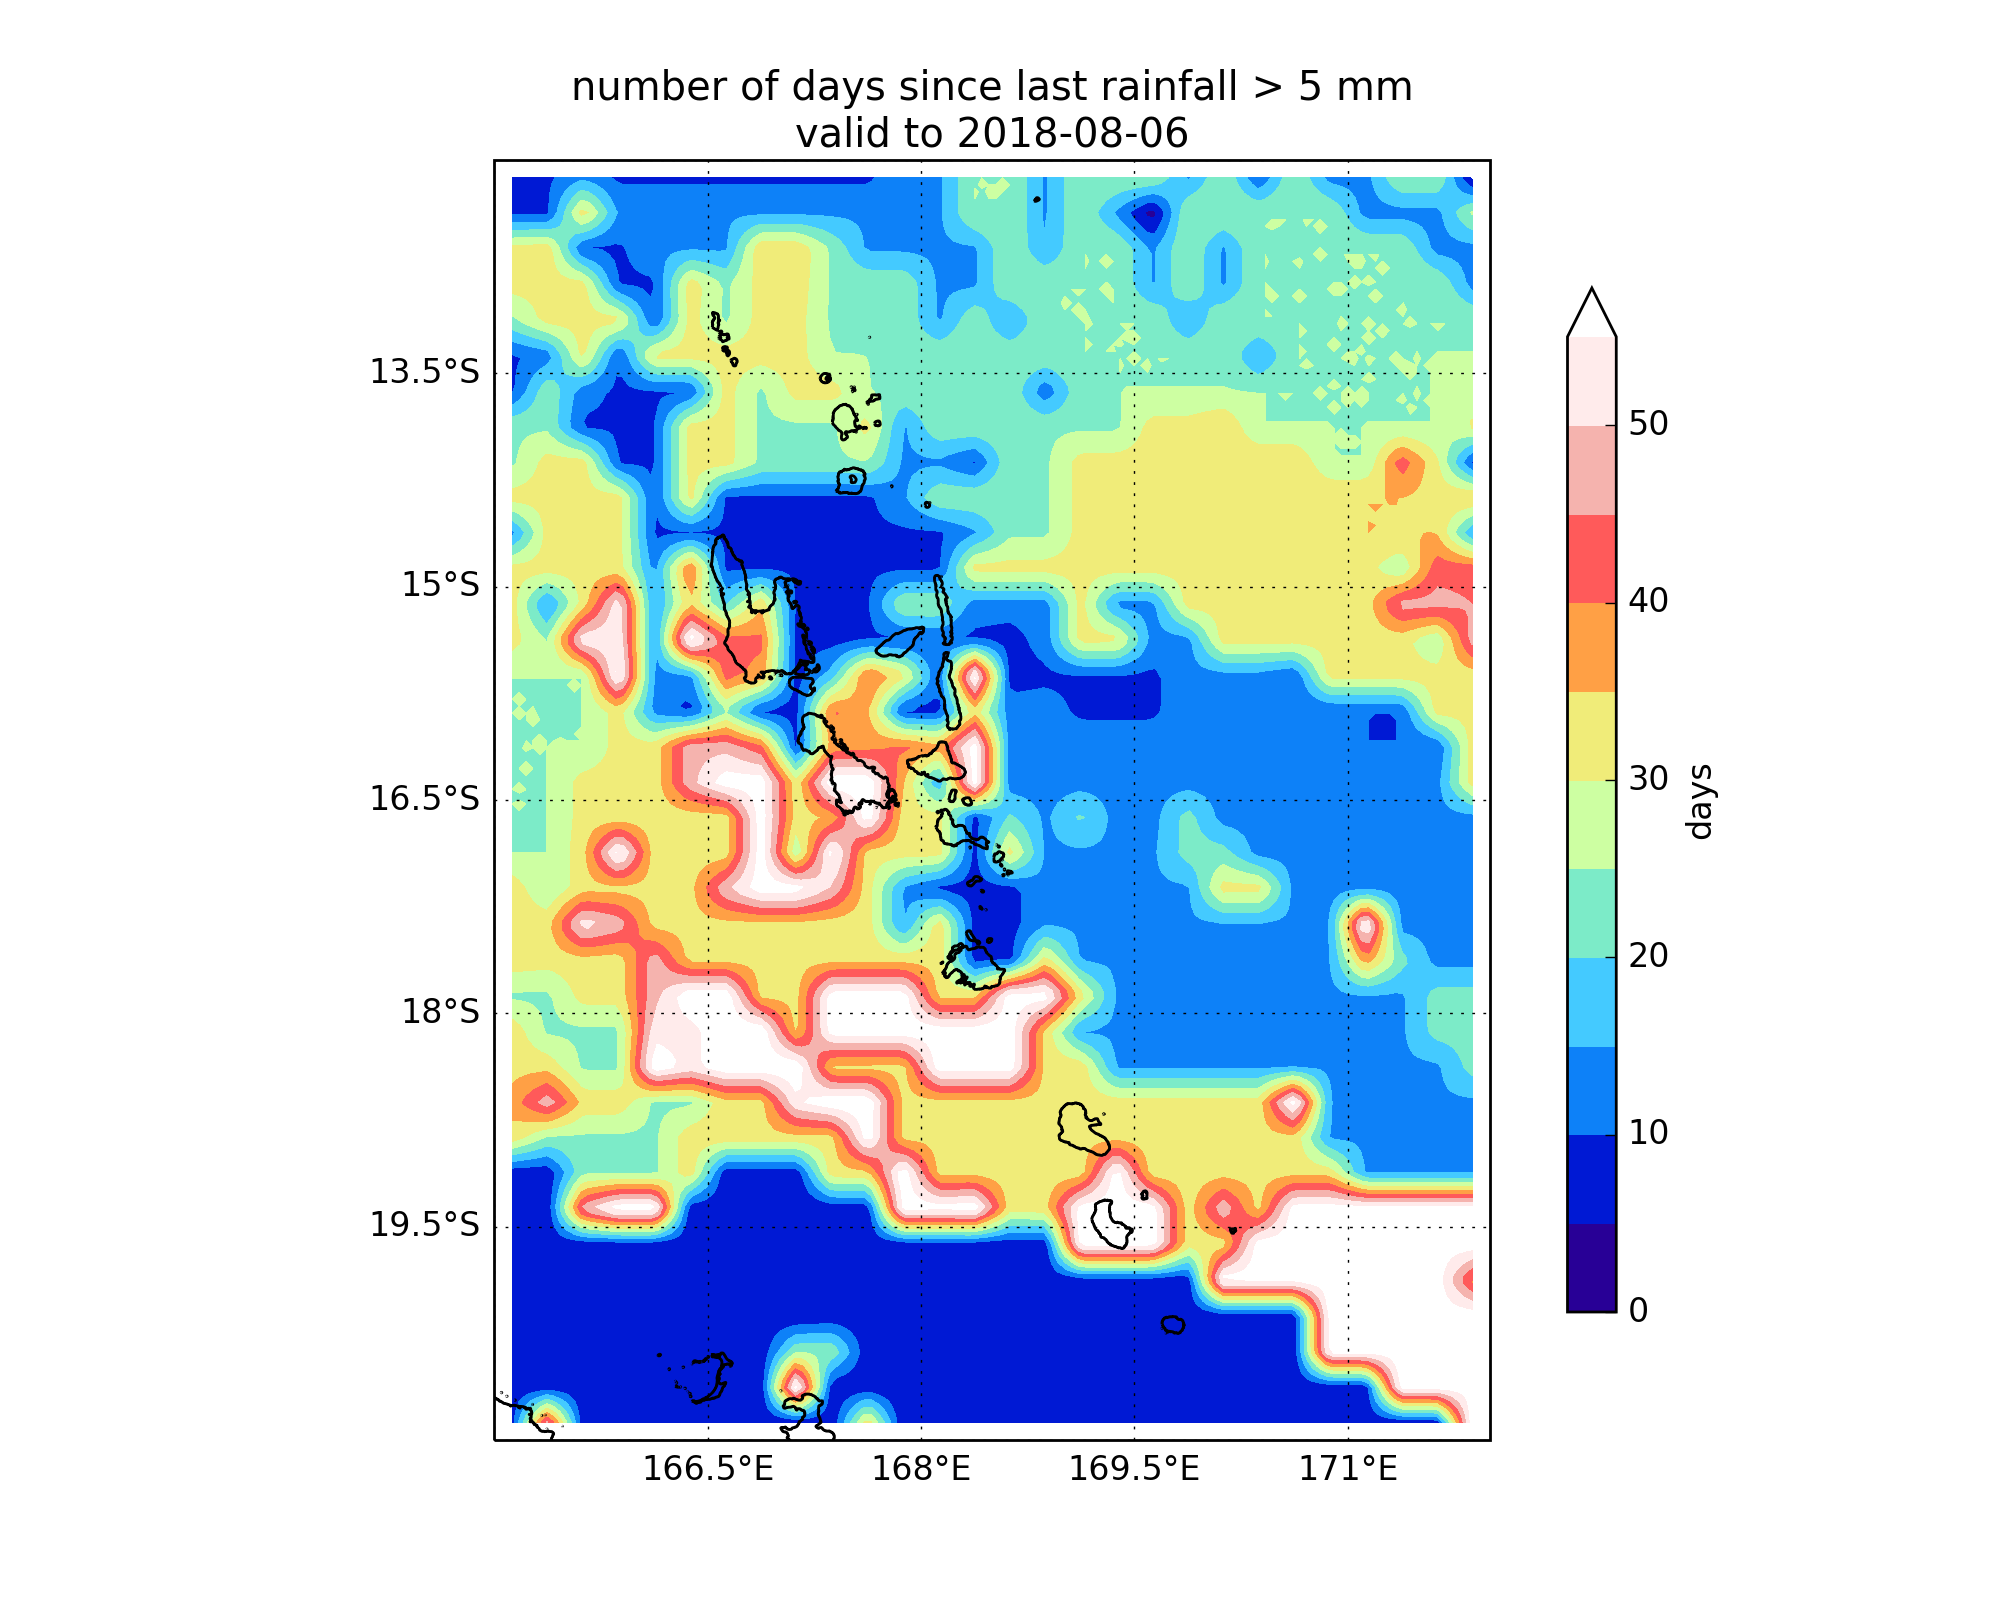 number of days since last rainfall > 5 mm
valid to 2018-08-06
13.5°S
15°S
16.5°S
18°S
19.5°S
166.5°E
168°E
169.5°E
171°E
50
40
30
20
10
0
days